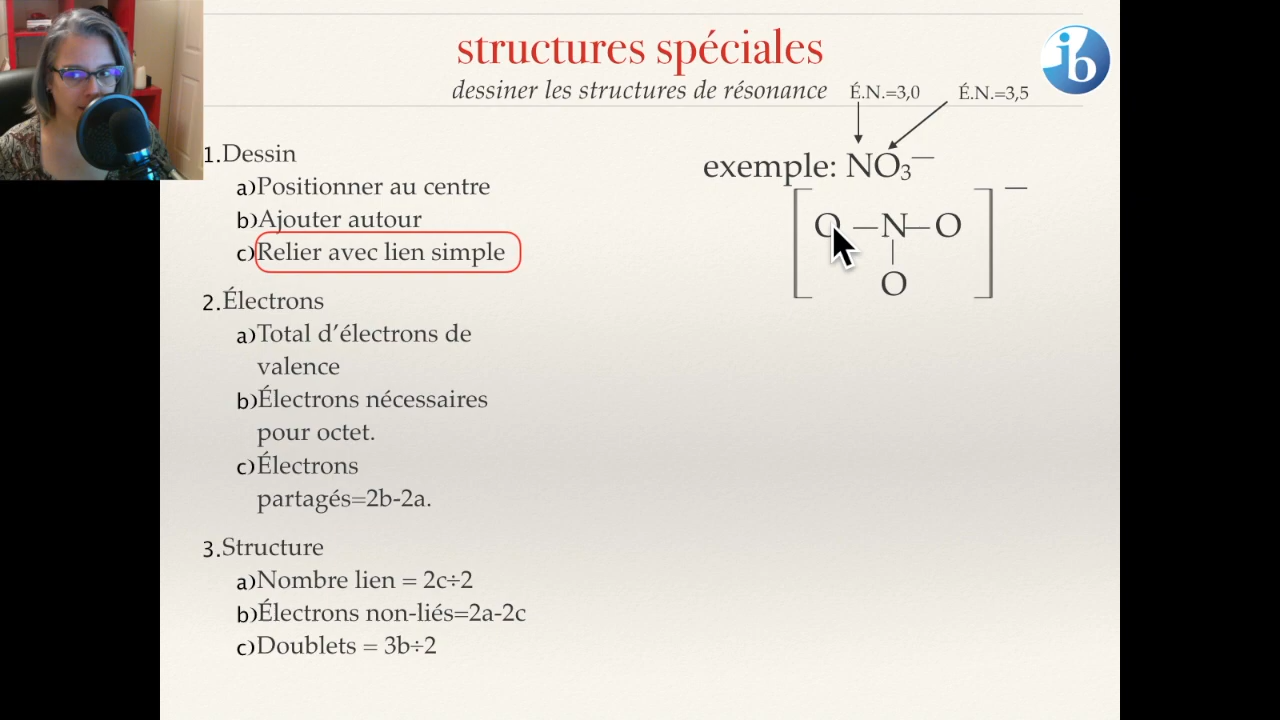 structures spéciales
dessiner les structures de résonance
ib
É.N.=3,0
É.N.=3,5
exemple: NO₃⁻
O — N — O
O
—
1. Dessin
a) Positionner au centre
b) Ajouter autour
c) Relier avec lien simple
2. Électrons
a) Total d’électrons de
valence
b) Électrons nécessaires
pour octet.
c) Électrons
partagés=2b-2a.
3. Structure
a) Nombre lien = 2c÷2
b) Électrons non-liés=2a-2c
c) Doublets = 3b÷2